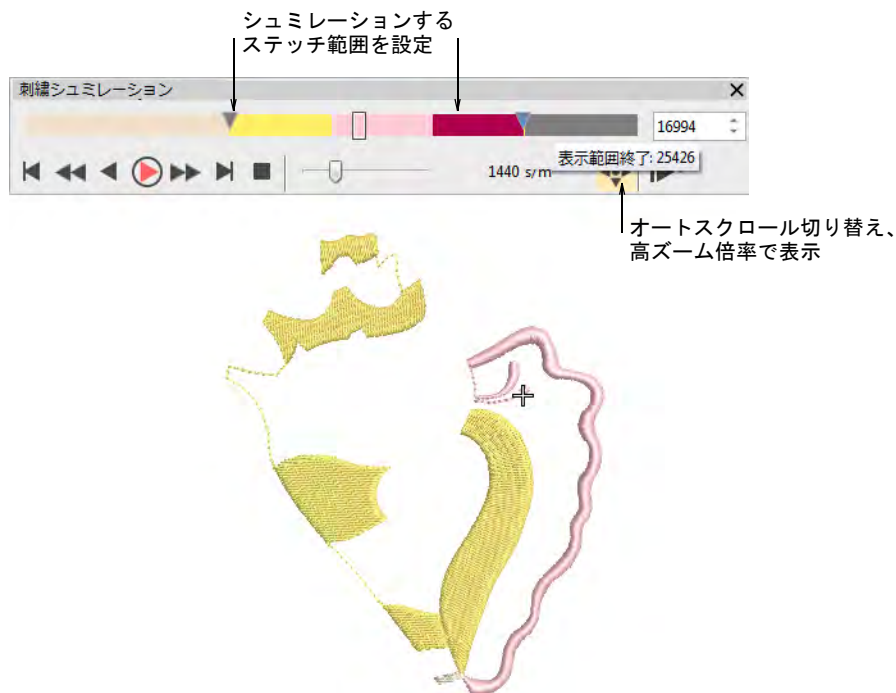 シュミレーションする
ステッチ範囲を設定
刺繍シュミレーション
16994
1440 s/m
表示範囲終了: 25426
オートスクロール切り替え、
高ズーム倍率で表示